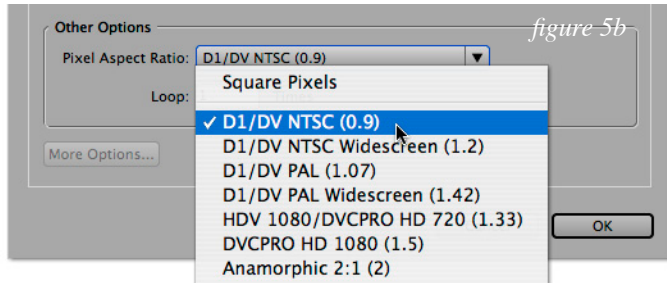 Other Options
figure 5b
Pixel Aspect Ratio: D1/DV NTSC (0.9)
Square Pixels
Loop:
✓ D1/DV NTSC (0.9)
D1/DV NTSC Widescreen (1.2)
More Options...
D1/DV PAL (1.07)
D1/DV PAL Widescreen (1.42)
HDV 1080/DVCPRO HD 720 (1.33)
OK
DVCPRO HD 1080 (1.5)
Anamorphic 2:1 (2)